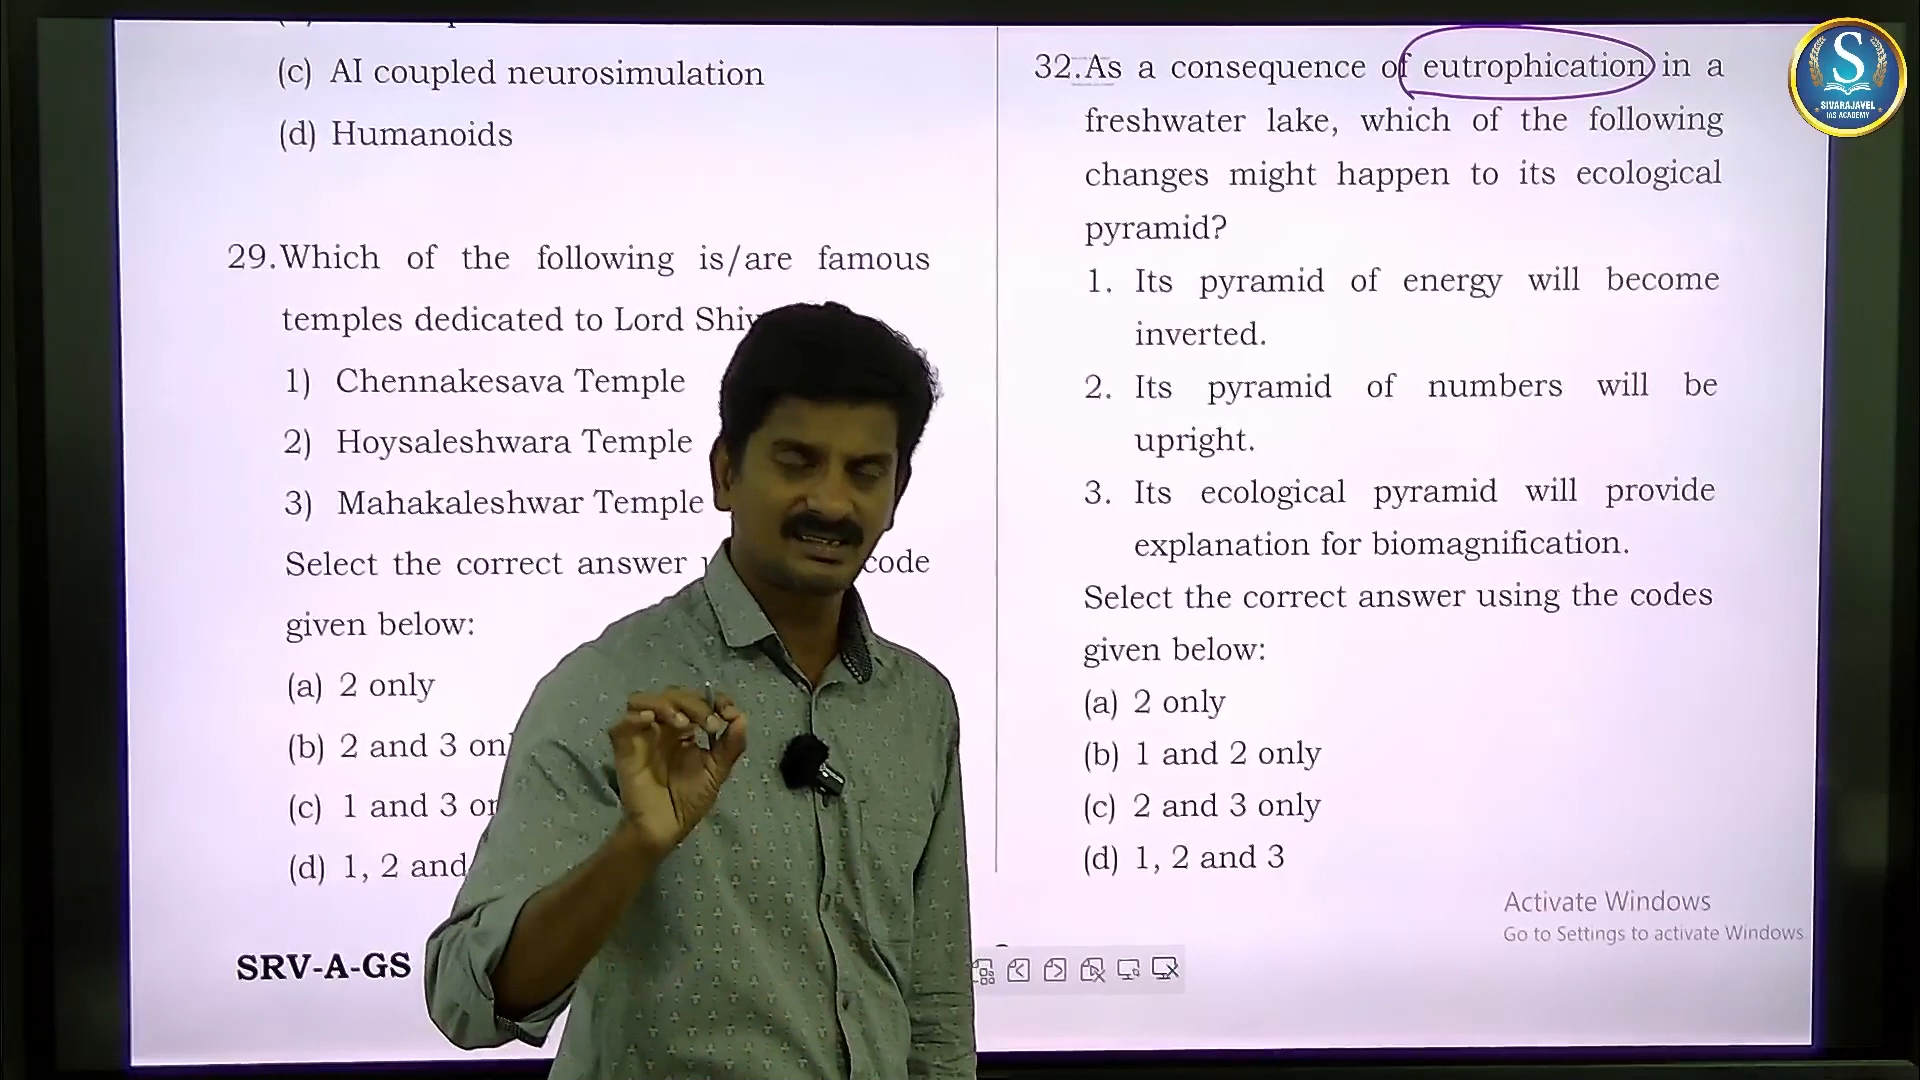 (c) AI coupled neurosimulation
(d) Humanoids
29. Which of the following is/are famous
temples dedicated to Lord
1) Chennakesava Temple
2) Hoysaleshwara Temple
3) Mahakaleshwar Temple
Select the correct answer code
given below:
(a) 2 only
(b) 2 and 3
(c) 1 and 3
(d) 1, 2 and
SRV-A-GS
32. As a consequence of eutrophication in a
freshwater lake, which of the following
changes might happen to its ecological
pyramid?
1. Its pyramid of energy will become
inverted.
2. Its pyramid of numbers will be
upright.
3. Its ecological pyramid will provide
explanation for biomagnification.
Select the correct answer using the codes
given below:
(a) 2 only
(b) 1 and 2 only
(c) 2 and 3 only
(d) 1, 2 and 3
Activate Windows
Go to Settings to activate Windows
S
SIVARAJAVEL
IAS ACADEMY